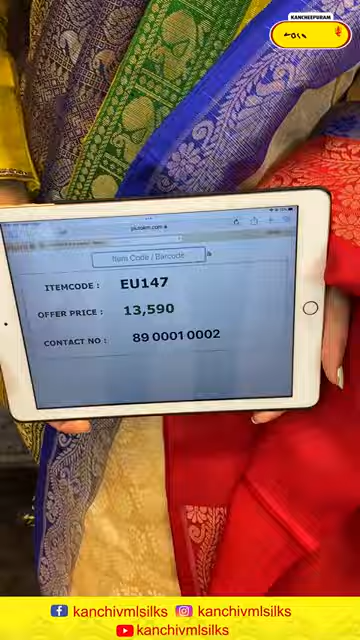 KANCHEEPURAM
Item Code / Barcode
ITEMCODE : EU147
OFFER PRICE : 13,590
CONTACT NO : 89 0001 0002
kanchivmlsilks kanchivmlsilks
kanchivmlsilks